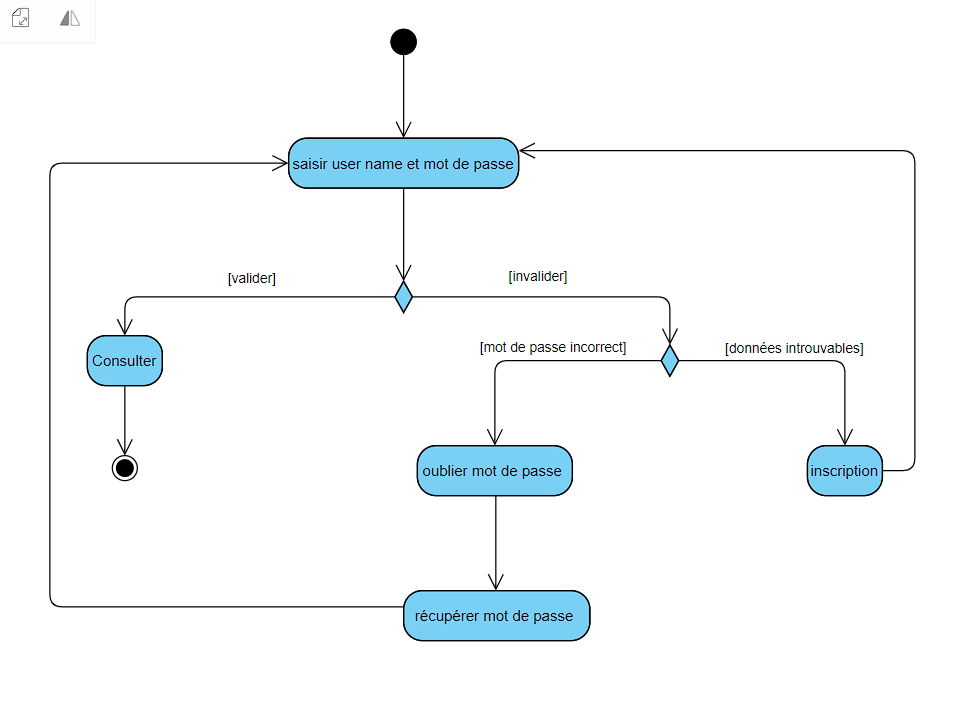 saisir user name et mot de passe
[valider]
[invalider]
[mot de passe incorrect]
[données introuvables]
Consulter
oublier mot de passe
inscription
récupérer mot de passe